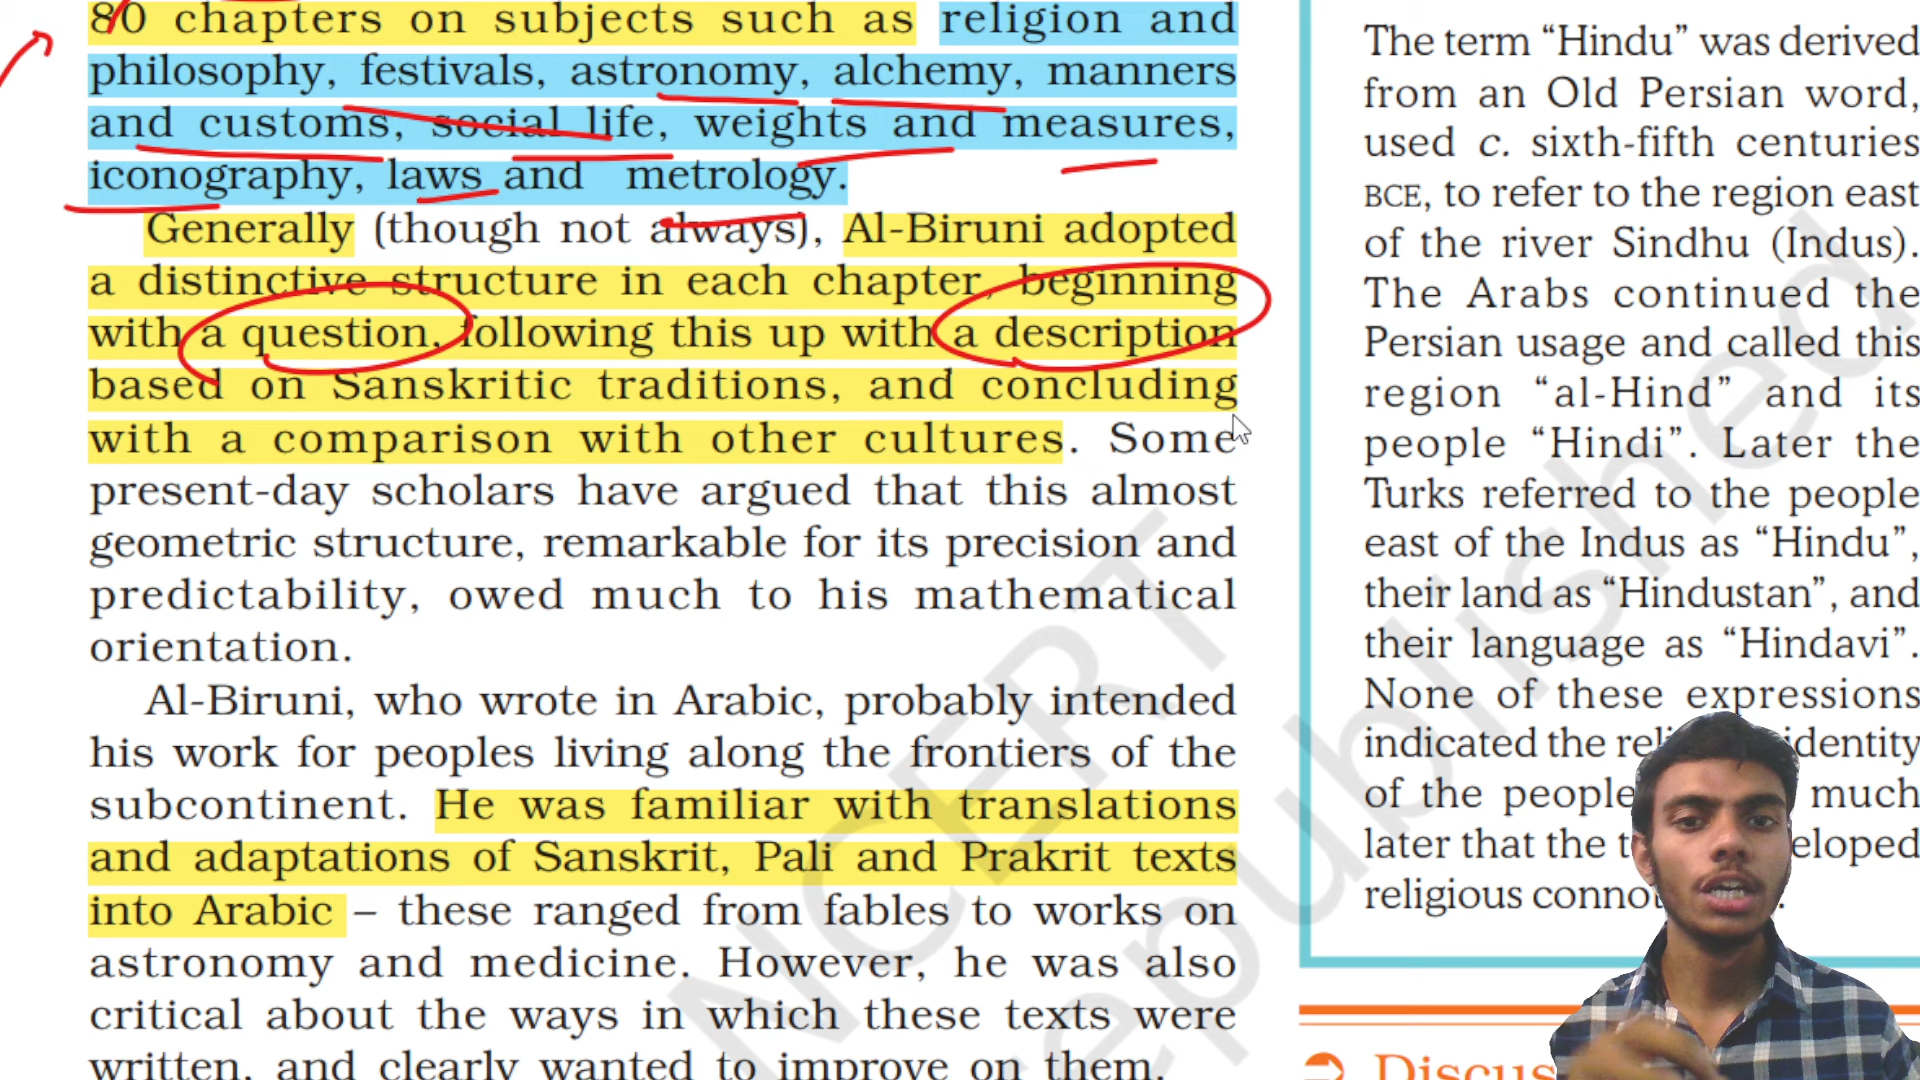 80 chapters on subjects such as religion and
philosophy, festivals, astronomy, alchemy, manners
and customs, social life, weights and measures,
iconography, laws and metrology.
Generally (though not always), Al-Biruni adopted
a distinctive structure in each chapter, beginning
with a question, following this up with a description
based on Sanskritic traditions, and concluding
with a comparison with other cultures. Some
present-day scholars have argued that this almost
geometric structure, remarkable for its precision and
predictability, owed much to his mathematical
orientation.
Al-Biruni, who wrote in Arabic, probably intended
his work for peoples living along the frontiers of the
subcontinent. He was familiar with translations
and adaptations of Sanskrit, Pali and Prakrit texts
into Arabic – these ranged from fables to works on
astronomy and medicine. However, he was also
critical about the ways in which these texts were
written, and clearly wanted to improve on them.
The term “Hindu” was derived
from an Old Persian word,
used c. sixth-fifth centuries
BCE, to refer to the region east
of the river Sindhu (Indus).
The Arabs continued the
Persian usage and called this
region “al-Hind” and its
people “Hindi”. Later the
Turks referred to the people
east of the Indus as “Hindu”,
their land as “Hindustan”, and
their language as “Hindavi”.
None of these expressions
indicated the identity
of the people much
later that the
religious
NCERT
republished